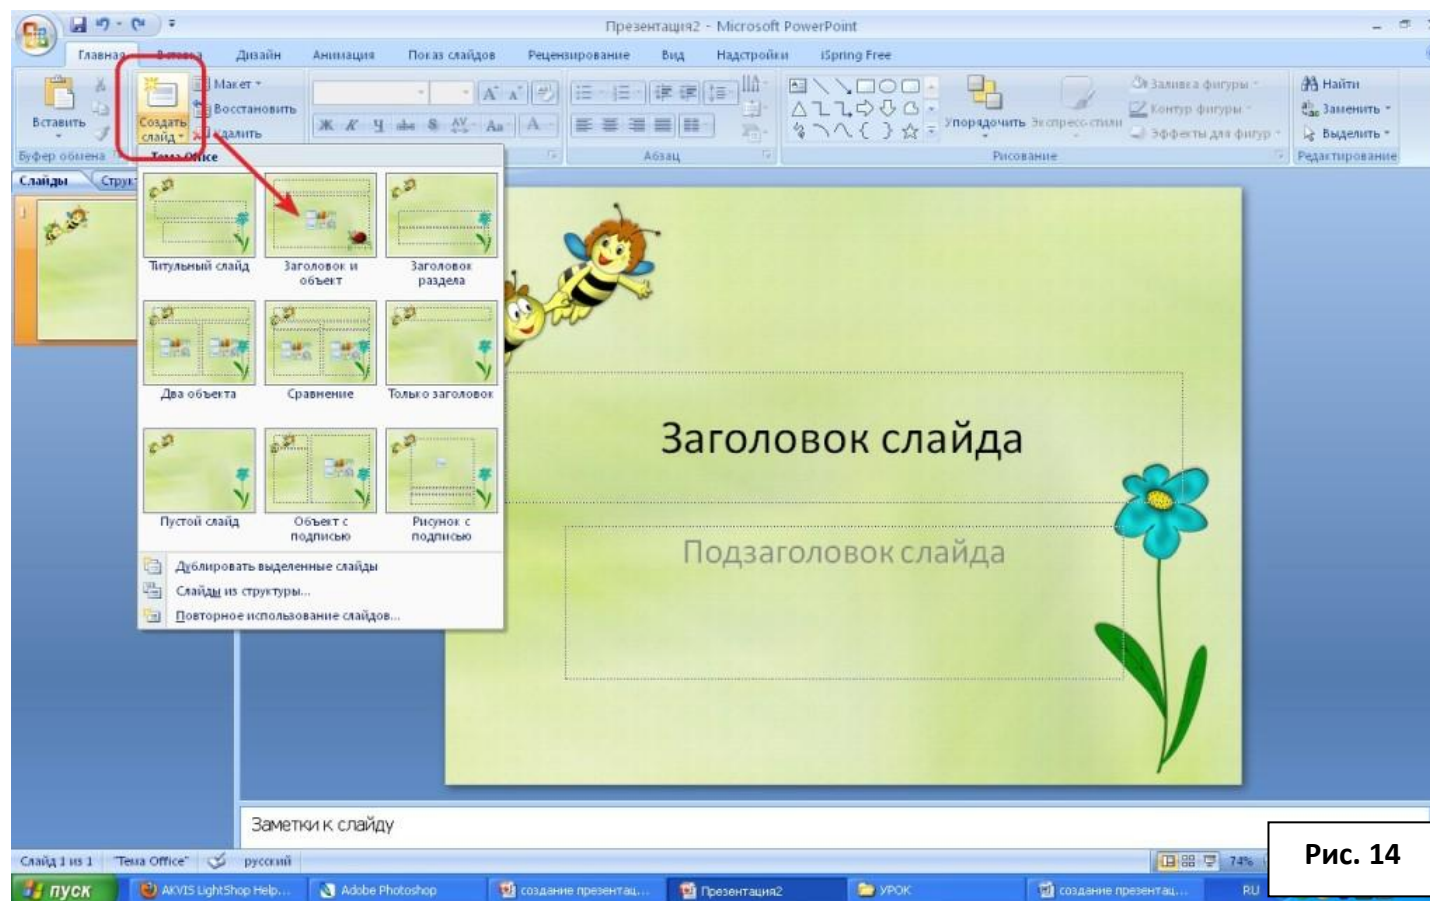 Презентация2 - Microsoft PowerPoint
Главная Вставка Дизайн Анимация Показ слайдов Рецензирование Вид Надстройки iSpring Free
Вставить
Создать слайд
Макет
Восстановить
Удалить
Ж К Ч abe S AV Aa А
Упорядочить
Экспресс-стили
Заливка фигуры
Контур фигуры
Эффекты для фигур
Найти
Заменить
Выделить
Буфер обмена
Абзац
Рисование
Редактирование
Слайды
Струк
1
Тема Office
Титульный слайд
Заголовок и объект
Заголовок раздела
Два объекта
Сравнение
Только заголовок
Пустой слайд
Объект с подписью
Рисунок с подписью
Дублировать выделенные слайды
Слайды из структуры...
Повторное использование слайдов...
Заголовок слайда
Подзаголовок слайда
Заметки к слайду
Слайд 1 из 1
"Тема Office"
русский
74%
Рис. 14
пуск
AKVIS LightShop Help...
Adobe Photoshop
создание презентац...
Презентация2
УРОК
создание презентац...
RU